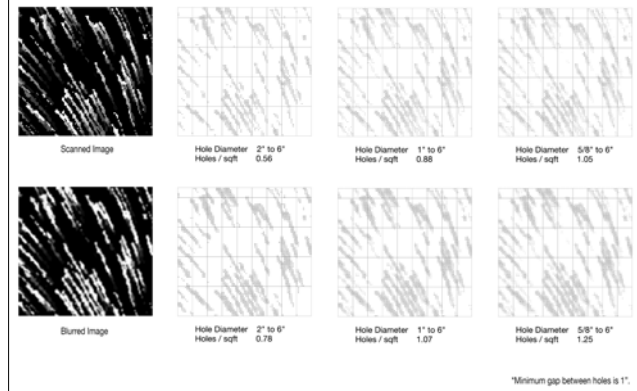 Scanned Image
Hole Diameter 2" to 6"
Holes / sqft 0.56
Hole Diameter 1" to 6"
Holes / sqft 0.88
Hole Diameter 5/8" to 6"
Holes / sqft 1.05
Blurred Image
Hole Diameter 2" to 6"
Holes / sqft 0.78
Hole Diameter 1" to 6"
Holes / sqft 1.07
Hole Diameter 5/8" to 6"
Holes / sqft 1.25
"Minimum gap between holes is 1".